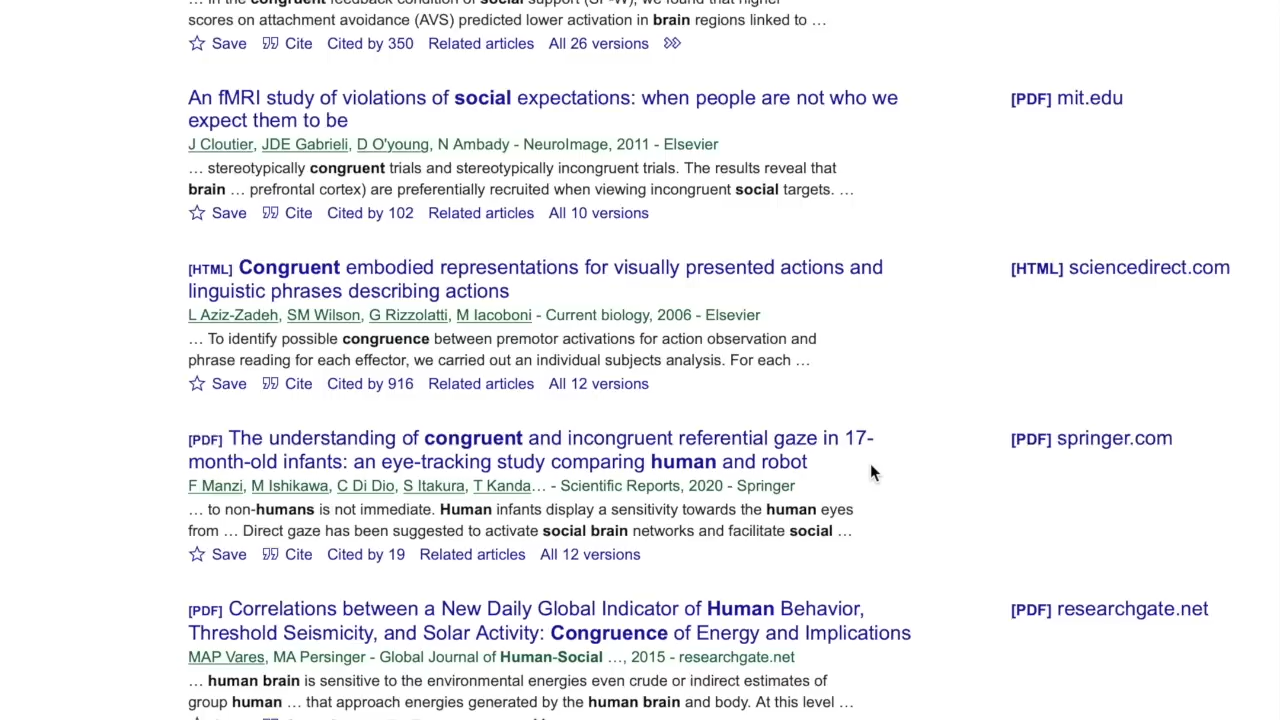 scores on attachment avoidance (AVS) predicted lower activation in brain regions linked to …
Save Cite Cited by 350 Related articles All 26 versions
An fMRI study of violations of social expectations: when people are not who we [PDF] mit.edu
expect them to be
J Cloutier, JDE Gabrieli, D O'young, N Ambady - NeuroImage, 2011 - Elsevier
… stereotypically congruent trials and stereotypically incongruent trials. The results reveal that
brain … prefrontal cortex) are preferentially recruited when viewing incongruent social targets. …
Save Cite Cited by 102 Related articles All 10 versions
[HTML] Congruent embodied representations for visually presented actions and [HTML] sciencedirect.com
linguistic phrases describing actions
L Aziz-Zadeh, SM Wilson, G Rizzolatti, M Iacoboni - Current biology, 2006 - Elsevier
… To identify possible congruence between premotor activations for action observation and
phrase reading for each effector, we carried out an individual subjects analysis. For each …
Save Cite Cited by 916 Related articles All 12 versions
[PDF] The understanding of congruent and incongruent referential gaze in 17- [PDF] springer.com
month-old infants: an eye-tracking study comparing human and robot
F Manzi, M Ishikawa, C Di Dio, S Itakura, T Kanda… - Scientific Reports, 2020 - Springer
… to non-humans is not immediate. Human infants display a sensitivity towards the human eyes
from … Direct gaze has been suggested to activate social brain networks and facilitate social …
Save Cite Cited by 19 Related articles All 12 versions
[PDF] Correlations between a New Daily Global Indicator of Human Behavior, [PDF] researchgate.net
Threshold Seismicity, and Solar Activity: Congruence of Energy and Implications
MAP Vares, MA Persinger - Global Journal of Human-Social …, 2015 - researchgate.net
… human brain is sensitive to the environmental energies even crude or indirect estimates of
group human … that approach energies generated by the human brain and body. At this level …